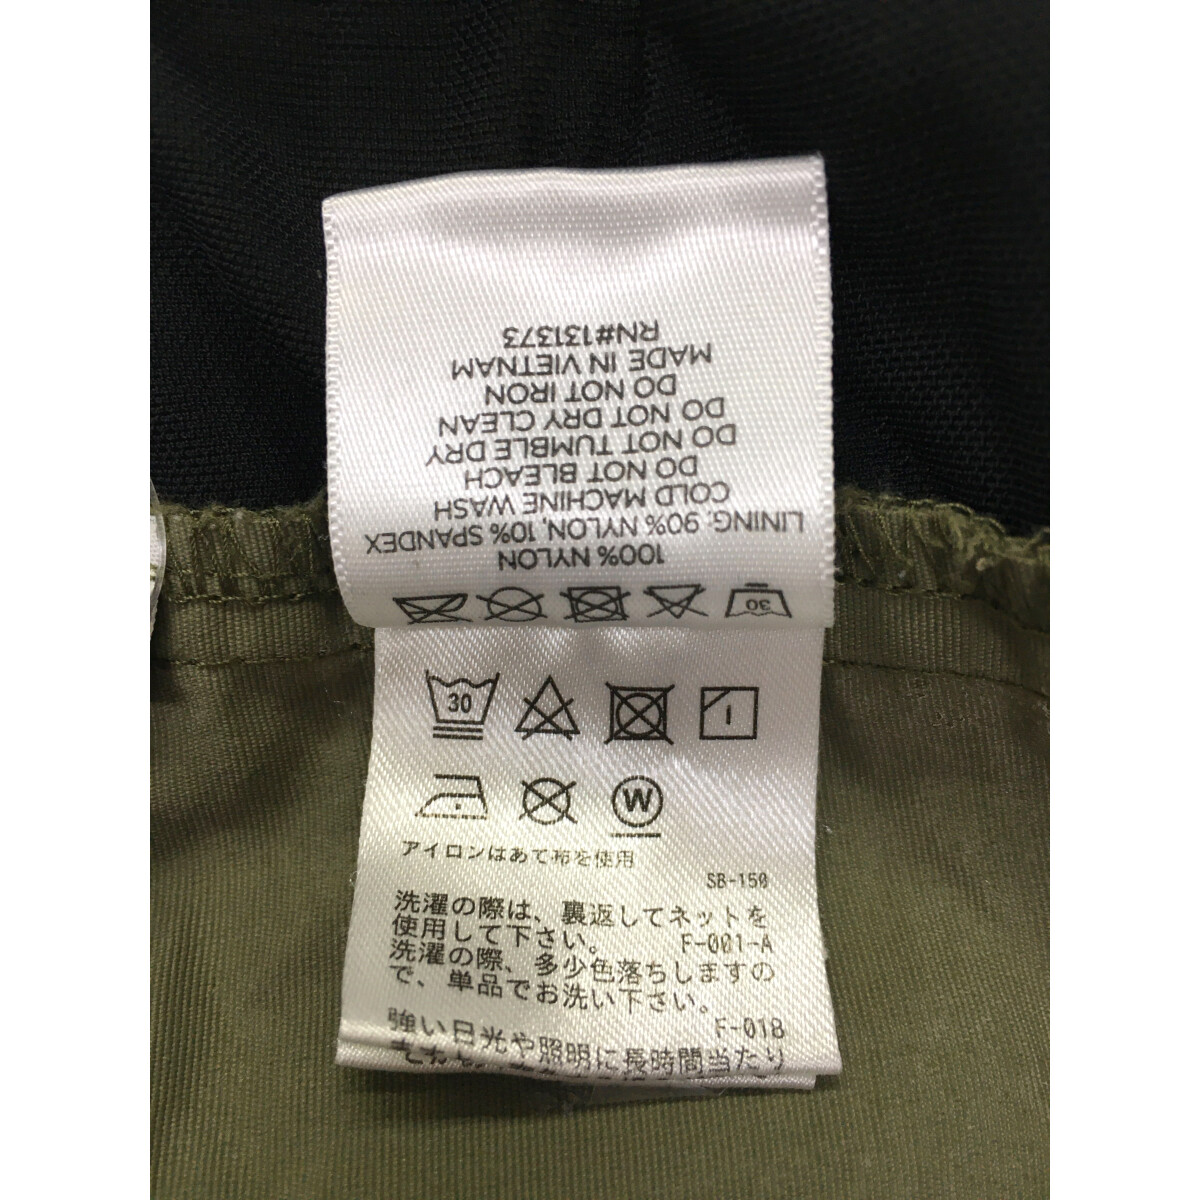 30
100% NYLON
LINING: 90% NYLON, 10% SPANDEX
COLD MACHINE WASH
DO NOT BLEACH
DO NOT TUMBLE DRY
DO NOT DRY CLEAN
DO NOT IRON
MADE IN VIETNAM
RN#131373
30
W
アイロンはあて布を使用
SB-150
洗濯の際は、裏返してネットを
使用して下さい。 F-001-A
洗濯の際、多少色落ちしますの
で、単品でお洗い下さい。
F-018
強い日光や照明に長時間当たり